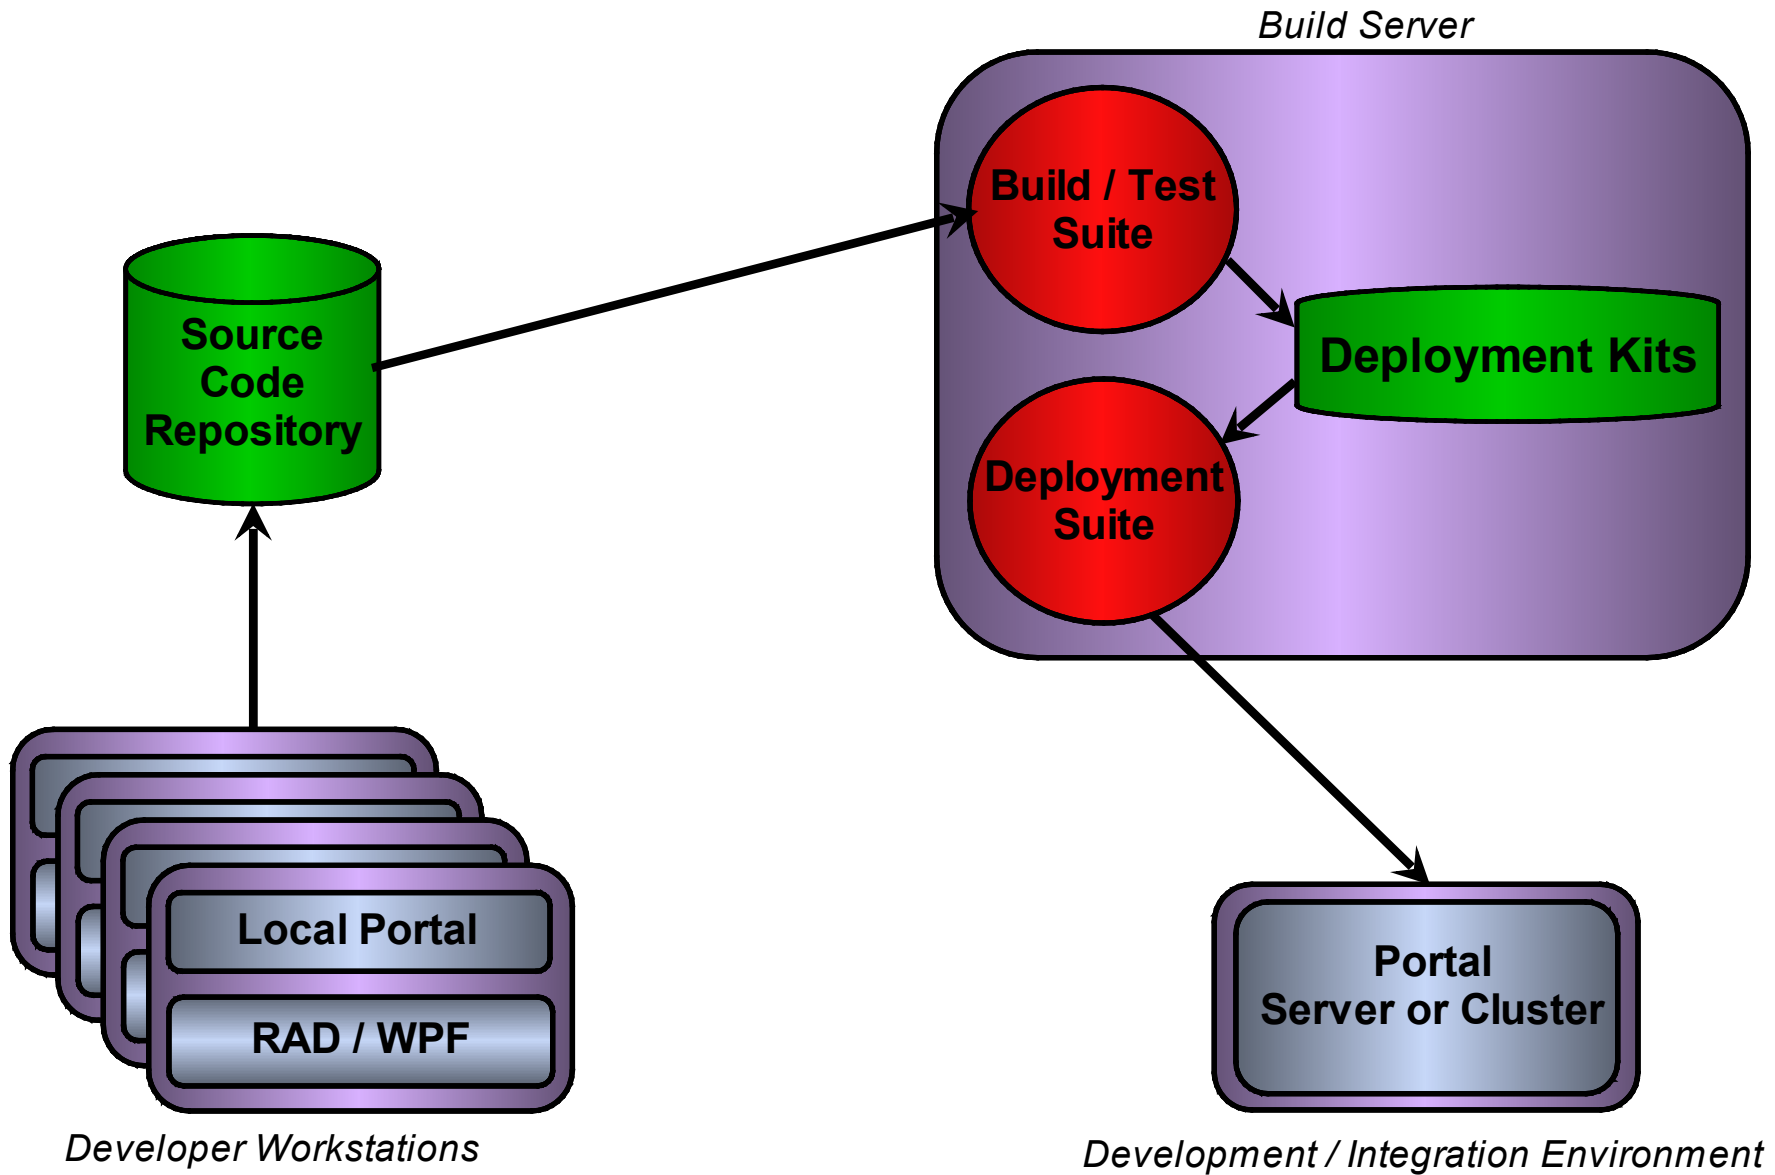 Build Server
Build / Test
Suite
Source
Code
Repository
Deployment Kits
Deployment
Suite
Local Portal
RAD / WPF
Developer Workstations
Portal
Server or Cluster
Development / Integration Environment